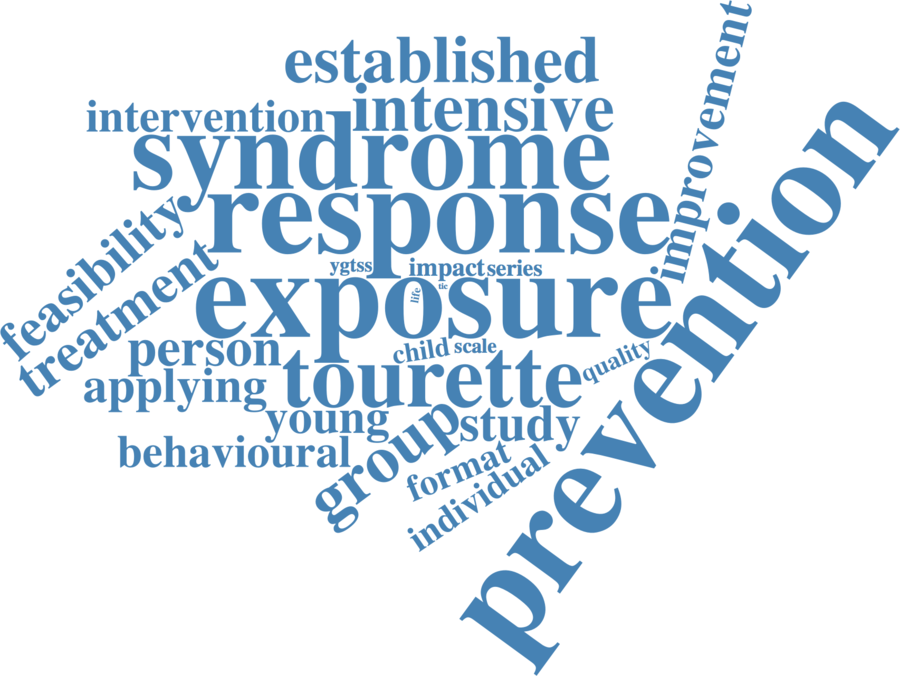 established
improvement
intervention
intensive
syndrome
prevention
response
feasibility
treatment
ygtss
impact
series
life
tic
exposure
person
child
scale
quality
applying
tourette
young
group
study
behavioural
format
individual